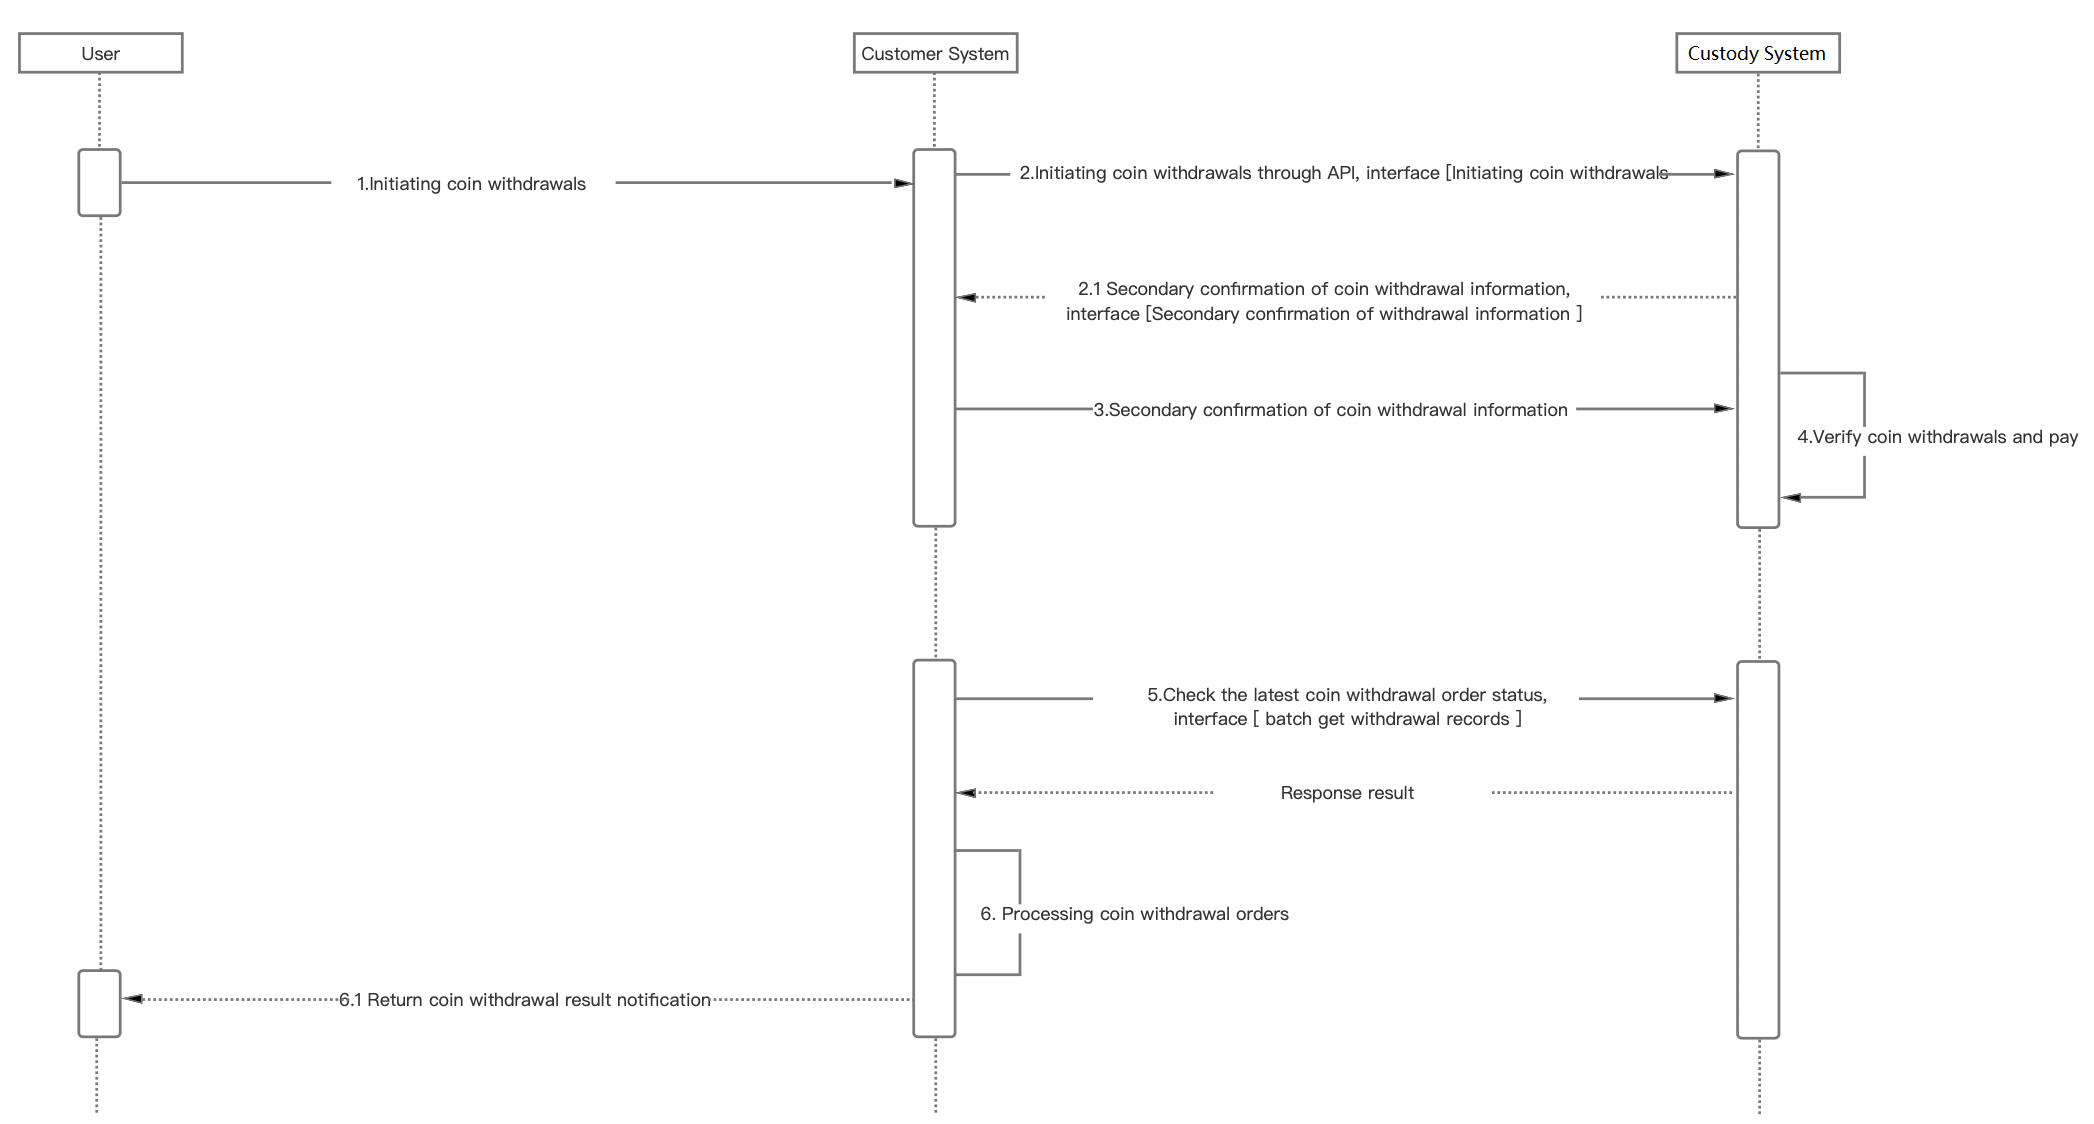 User
Customer System
Custody System
1.Initiating coin withdrawals
2.Initiating coin withdrawals through API, interface [Initiating coin withdrawals
2.1 Secondary confirmation of coin withdrawal information,
interface [Secondary confirmation of withdrawal information ]
3.Secondary confirmation of coin withdrawal information
4.Verify coin withdrawals and pay
5.Check the latest coin withdrawal order status,
interface [ batch get withdrawal records ]
Response result
6. Processing coin withdrawal orders
6.1 Return coin withdrawal result notification